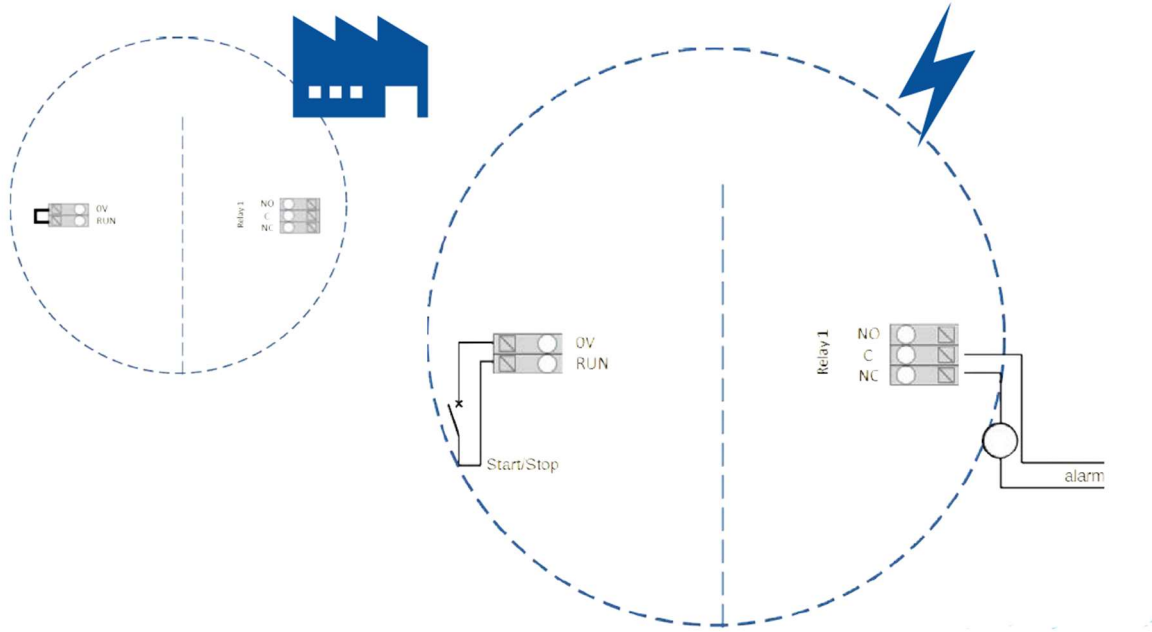 0V
RUN
Relay 1
NO
C
NC
0V
RUN
Start/Stop
Relay 1
NO
C
NC
alarm